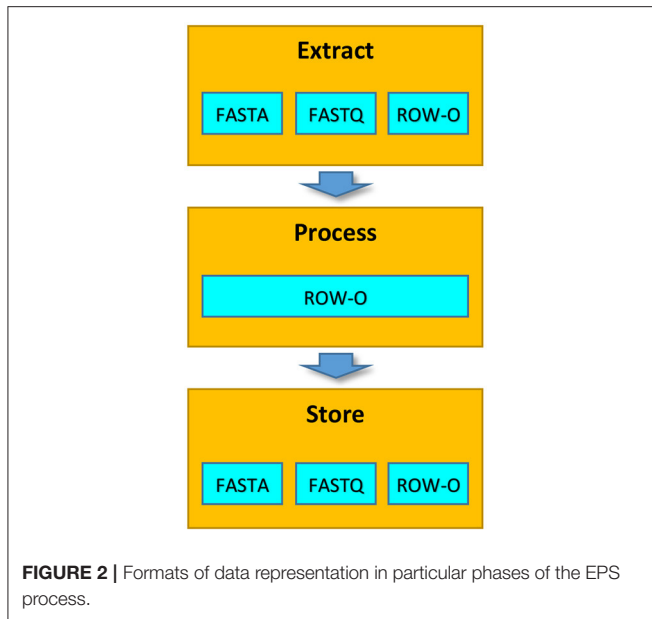 Extract
FASTA FASTQ ROW-O
Process
ROW-O
Store
FASTA FASTQ ROW-O
FIGURE 2 | Formats of data representation in particular phases of the EPS
process.